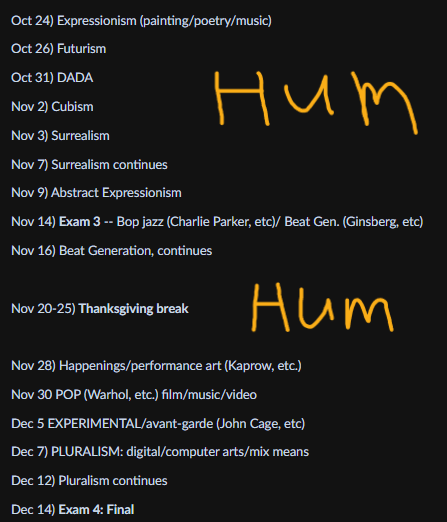 Oct 24) Expressionism (painting/poetry/music)
Oct 26) Futurism
Oct 31) DADA
Hum
Nov 2) Cubism
Nov 3) Surrealism
Nov 7) Surrealism continues
Nov 9) Abstract Expressionism
Nov 14) Exam 3 -- Bop jazz (Charlie Parker, etc)/ Beat Gen. (Ginsberg, etc)
Nov 16) Beat Generation, continues
Nov 20-25) Thanksgiving break
Hum
Nov 28) Happenings/performance art (Kaprow, etc.)
Nov 30 POP (Warhol, etc.) film/music/video
Dec 5 EXPERIMENTAL/avant-garde (John Cage, etc)
Dec 7) PLURALISM: digital/computer arts/mix means
Dec 12) Pluralism continues
Dec 14) Exam 4: Final